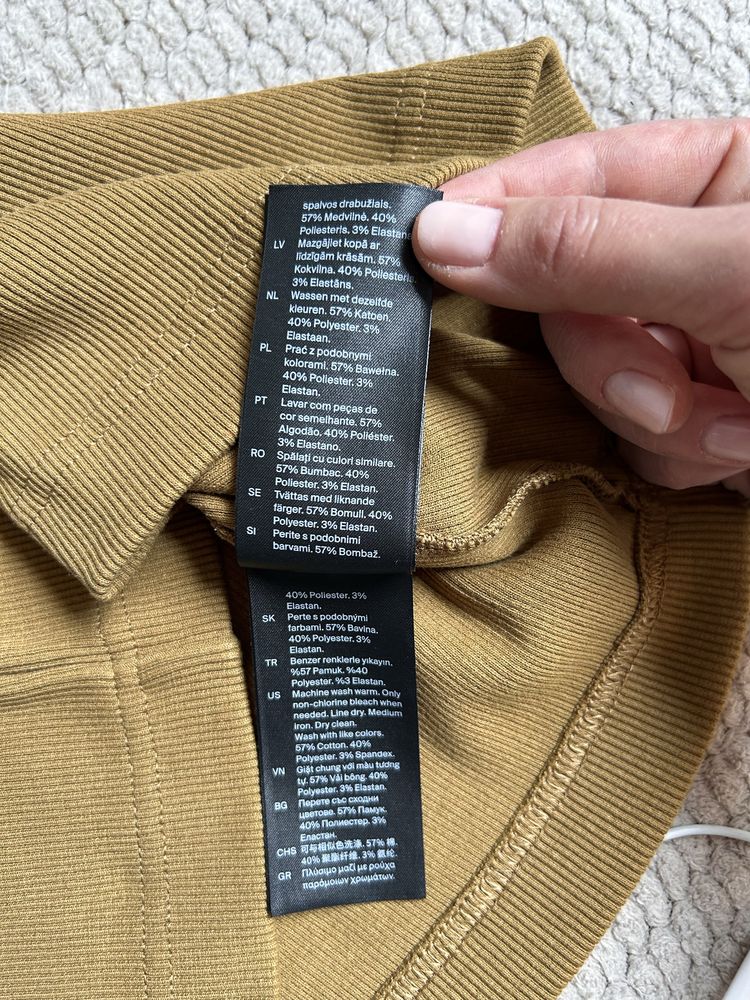 spalvos drabužiais.
57% Medvilnė. 40%
Poliesteris. 3% Elastane
LV Mazgājiet kopā ar
līdzīgām krāsām. 57%
Kokvilna. 40% Poliesteris.
3% Elastāns.
NL Wassen met dezelfde
kleuren. 57% Katoen.
40% Polyester. 3%
Elastaan.
PL Prać z podobnymi
kolorami. 57% Bawełna.
40% Poliester. 3%
Elastan.
PT Lavar com peças de
cor semelhante. 57%
Algodão. 40% Poliéster.
3% Elastano.
RO Spălați cu culori similare.
57% Bumbac. 40%
Poliester. 3% Elastan.
SE Tvättas med liknande
färger. 57% Bomull. 40%
Polyester. 3% Elastan.
SI Perite s podobnimi
barvami. 57% Bombaž.
40% Poliester. 3%
Elastan.
SK Perte s podobnými
farbami. 57% Bavlna.
40% Polyester. 3%
Elastan.
TR Benzer renklerle yıkayın.
%57 Pamuk. %40
Polyester. %3 Elastan.
US Machine wash warm. Only
non-chlorine bleach when
needed. Line dry. Medium
iron. Dry clean.
Wash with like colors.
57% Cotton. 40%
Polyester. 3% Spandex.
VN Giặt chung với màu tương
tự. 57% Vải bông. 40%
Polyester. 3% Elastan.
BG Перете със сходни
цветове. 57% Памук.
40% Полиестер. 3%
Еластан.
CHS 可与相似色洗涤. 57% 棉.
40% 聚酯纤维. 3% 氨纶.
GR Πλύσιμο μαζί με ρούχα
παρόμοιων χρωμάτων.